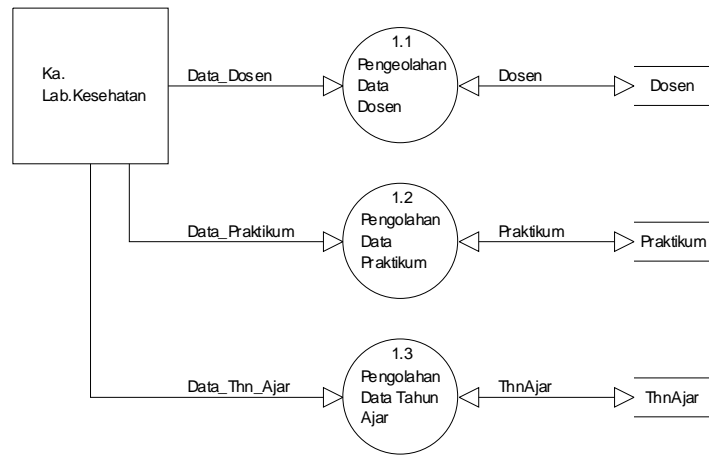 Ka.
Lab.Kesehatan
Data_Dosen
1.1
Pengeolahan
Data
Dosen
Dosen
Dosen
Data_Praktikum
1.2
Pengolahan
Data
Praktikum
Praktikum
Praktikum
Data_Thn_Ajar
1.3
Pengolahan
Data Tahun
Ajar
ThnAjar
ThnAjar